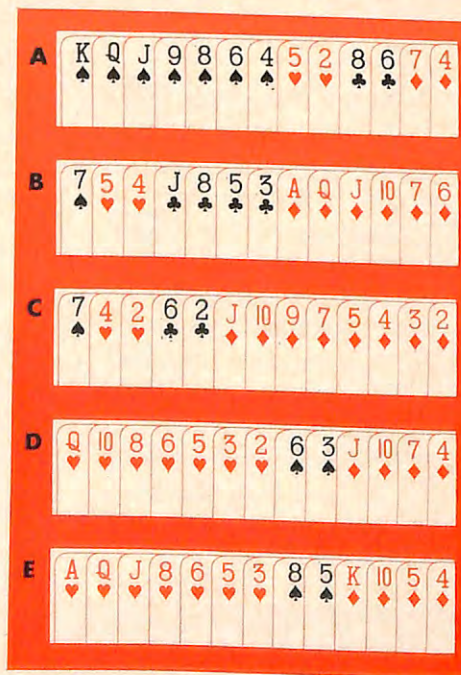 A K Q J 9 8 6 4 5 2 8 6 7 4
♠ ♠ ♠ ♠ ♠ ♠ ♠ ♥ ♥ ♣ ♣ ♦ ♦
B 7 5 4 J 8 5 3 A Q J 10 7 6
♠ ♥ ♥ ♣ ♣ ♣ ♣ ♦ ♦ ♦ ♦ ♦ ♦
C 7 4 2 6 2 J 10 9 7 5 4 3 2
♠ ♥ ♥ ♣ ♣ ♦ ♦ ♦ ♦ ♦ ♦ ♦ ♦
D Q 10 8 6 5 3 2 6 3 J 10 7 4
♥ ♥ ♥ ♥ ♥ ♥ ♥ ♠ ♠ ♦ ♦ ♦ ♦
E A Q J 8 6 5 3 8 5 K 10 5 4
♥ ♥ ♥ ♥ ♥ ♥ ♥ ♠ ♠ ♦ ♦ ♦ ♦